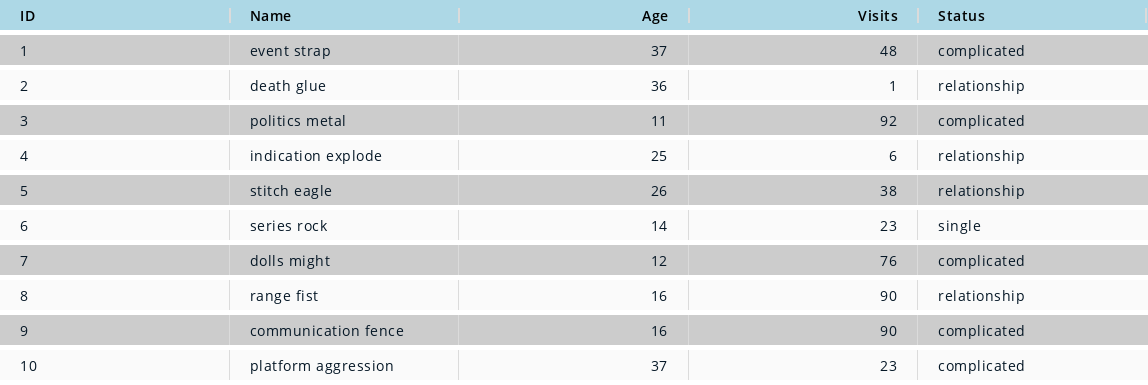 ID Name Age Visits Status
1 event strap 37 48 complicated
2 death glue 36 1 relationship
3 politics metal 11 92 complicated
4 indication explode 25 6 relationship
5 stitch eagle 26 38 relationship
6 series rock 14 23 single
7 dolls might 12 76 complicated
8 range fist 16 90 relationship
9 communication fence 16 90 complicated
10 platform aggression 37 23 complicated